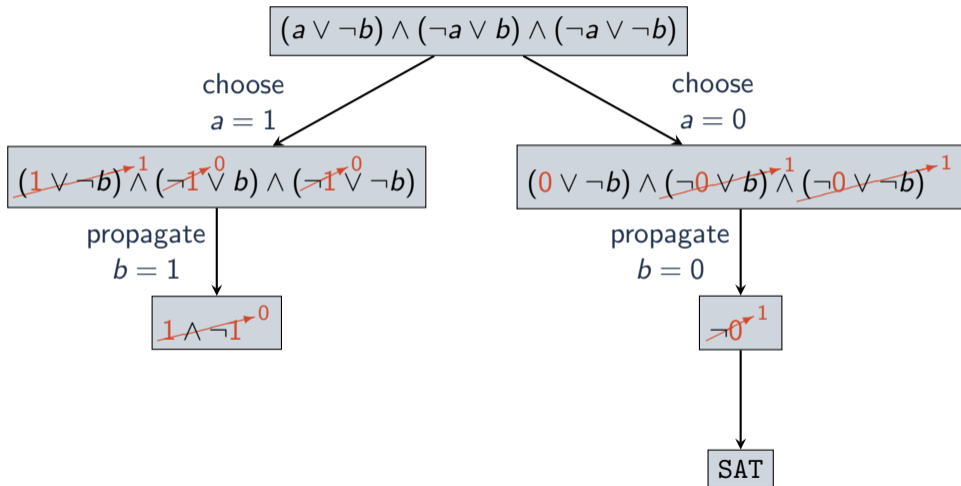 (a ∨ ¬b) ∧ (¬a ∨ b) ∧ (¬a ∨ ¬b)
choose
a = 1
choose
a = 0
(1 ∨ ¬b) 1 ∧ (¬1 0 ∨ b) ∧ (¬1 0 ∨ ¬b)
(0 ∨ ¬b) ∧ (¬0 ∨ b) 1 ∧ (¬0 ∨ ¬b) 1
propagate
b = 1
propagate
b = 0
1 ∧ ¬1 0
¬0 1
SAT